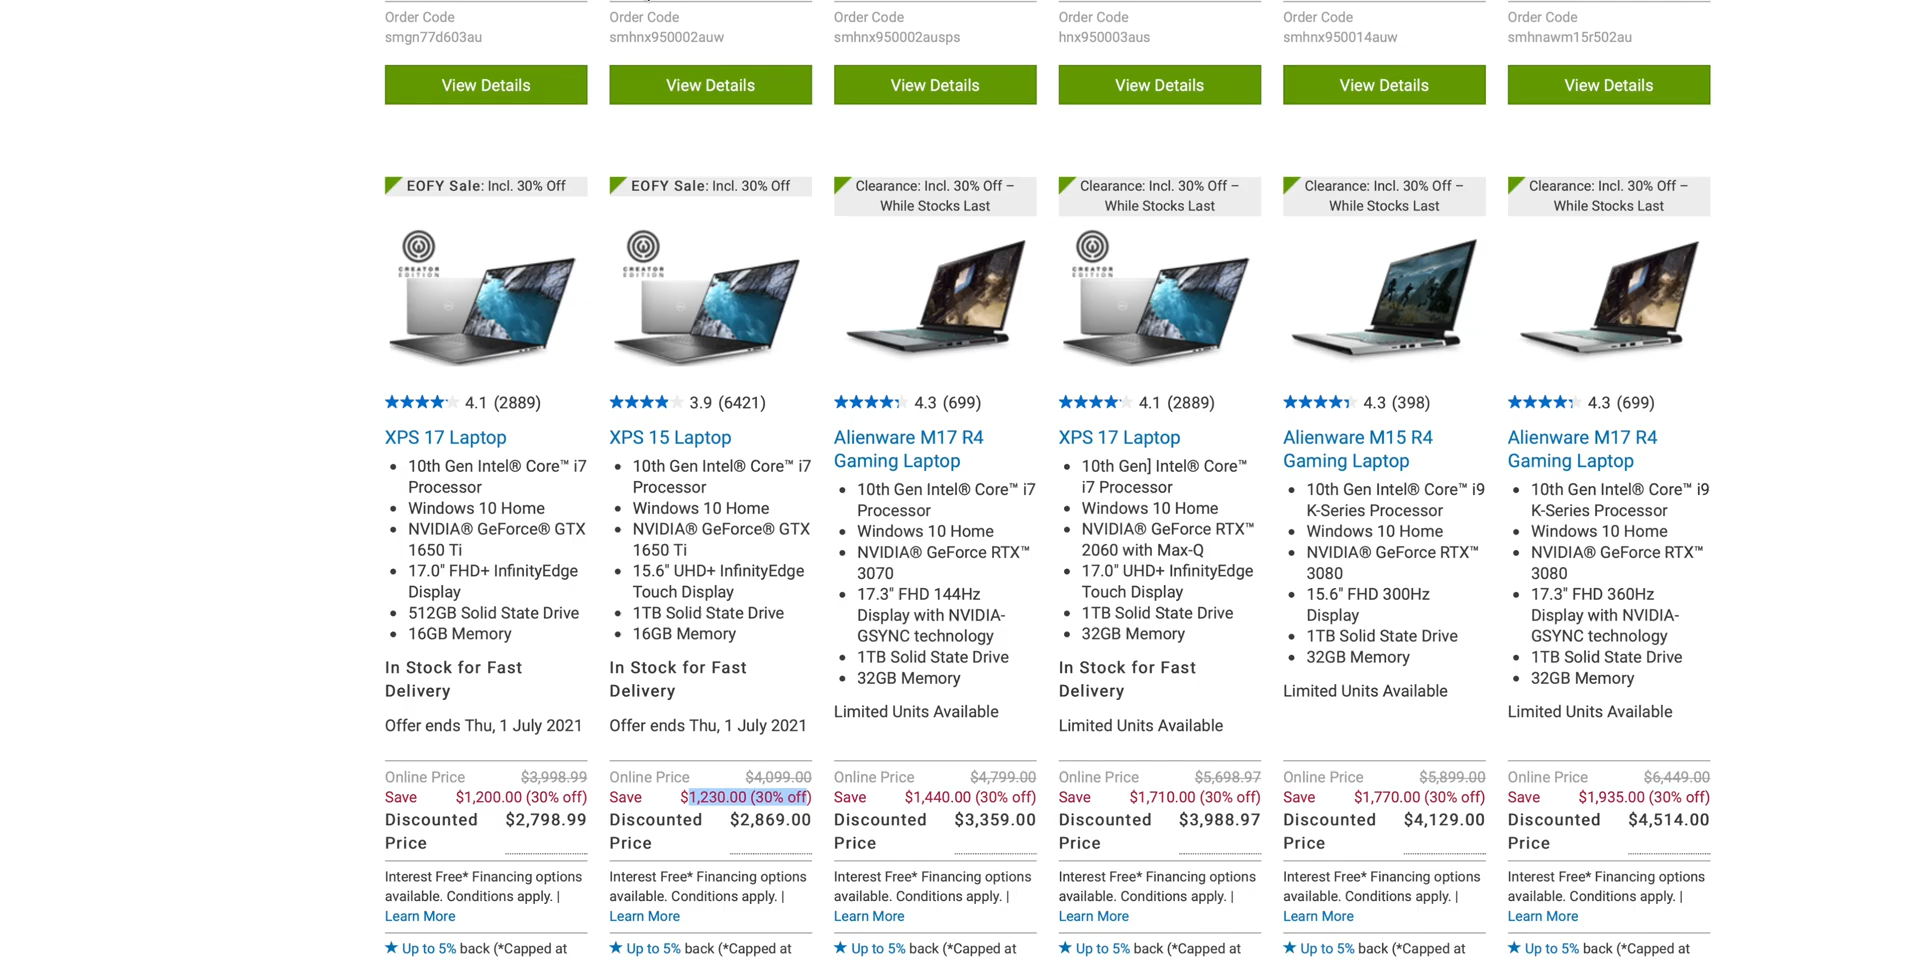 Order Code
smgn77d603au
View Details
Order Code
smhnx950002auw
View Details
Order Code
smhnx950002ausps
View Details
Order Code
hnx950003aus
View Details
Order Code
smhnx950014auw
View Details
Order Code
smhnawm15r502au
View Details
EOFY Sale: Incl. 30% Off
CREATOR
EDITION
4.1 (2889)
XPS 17 Laptop
10th Gen Intel® Core™ i7
Processor
Windows 10 Home
NVIDIA® GeForce® GTX
1650 Ti
17.0" FHD+ InfinityEdge
Display
512GB Solid State Drive
16GB Memory
In Stock for Fast
Delivery
Offer ends Thu, 1 July 2021
Online Price $3,998.99
Save $1,200.00 (30% off)
Discounted $2,798.99
Price
Interest Free* Financing options
available. Conditions apply. |
Learn More
★ Up to 5% back (*Capped at
EOFY Sale: Incl. 30% Off
CREATOR
EDITION
3.9 (6421)
XPS 15 Laptop
10th Gen Intel® Core™ i7
Processor
Windows 10 Home
NVIDIA® GeForce® GTX
1650 Ti
15.6" UHD+ InfinityEdge
Touch Display
1TB Solid State Drive
16GB Memory
In Stock for Fast
Delivery
Offer ends Thu, 1 July 2021
Online Price $4,099.00
Save $1,230.00 (30% off)
Discounted $2,869.00
Price
Interest Free* Financing options
available. Conditions apply. |
Learn More
★ Up to 5% back (*Capped at
Clearance: Incl. 30% Off –
While Stocks Last
4.3 (699)
Alienware M17 R4
Gaming Laptop
10th Gen Intel® Core™ i7
Processor
Windows 10 Home
NVIDIA® GeForce RTX™
3070
17.3" FHD 144Hz
Display with NVIDIA-
GSYNC technology
1TB Solid State Drive
32GB Memory
Limited Units Available
Online Price $4,799.00
Save $1,440.00 (30% off)
Discounted $3,359.00
Price
Interest Free* Financing options
available. Conditions apply. |
Learn More
★ Up to 5% back (*Capped at
Clearance: Incl. 30% Off –
While Stocks Last
CREATOR
EDITION
4.1 (2889)
XPS 17 Laptop
10th Gen] Intel® Core™
i7 Processor
Windows 10 Home
NVIDIA® GeForce RTX™
2060 with Max-Q
17.0" UHD+ InfinityEdge
Touch Display
1TB Solid State Drive
32GB Memory
In Stock for Fast
Delivery
Limited Units Available
Online Price $5,698.97
Save $1,710.00 (30% off)
Discounted $3,988.97
Price
Interest Free* Financing options
available. Conditions apply. |
Learn More
★ Up to 5% back (*Capped at
Clearance: Incl. 30% Off –
While Stocks Last
4.3 (398)
Alienware M15 R4
Gaming Laptop
10th Gen Intel® Core™ i9
K-Series Processor
Windows 10 Home
NVIDIA® GeForce RTX™
3080
15.6" FHD 300Hz
Display
1TB Solid State Drive
32GB Memory
Limited Units Available
Online Price $5,899.00
Save $1,770.00 (30% off)
Discounted $4,129.00
Price
Interest Free* Financing options
available. Conditions apply. |
Learn More
★ Up to 5% back (*Capped at
Clearance: Incl. 30% Off –
While Stocks Last
4.3 (699)
Alienware M17 R4
Gaming Laptop
10th Gen Intel® Core™ i9
K-Series Processor
Windows 10 Home
NVIDIA® GeForce RTX™
3080
17.3" FHD 360Hz
Display with NVIDIA-
GSYNC technology
1TB Solid State Drive
32GB Memory
Limited Units Available
Online Price $6,449.00
Save $1,935.00 (30% off)
Discounted $4,514.00
Price
Interest Free* Financing options
available. Conditions apply. |
Learn More
★ Up to 5% back (*Capped at